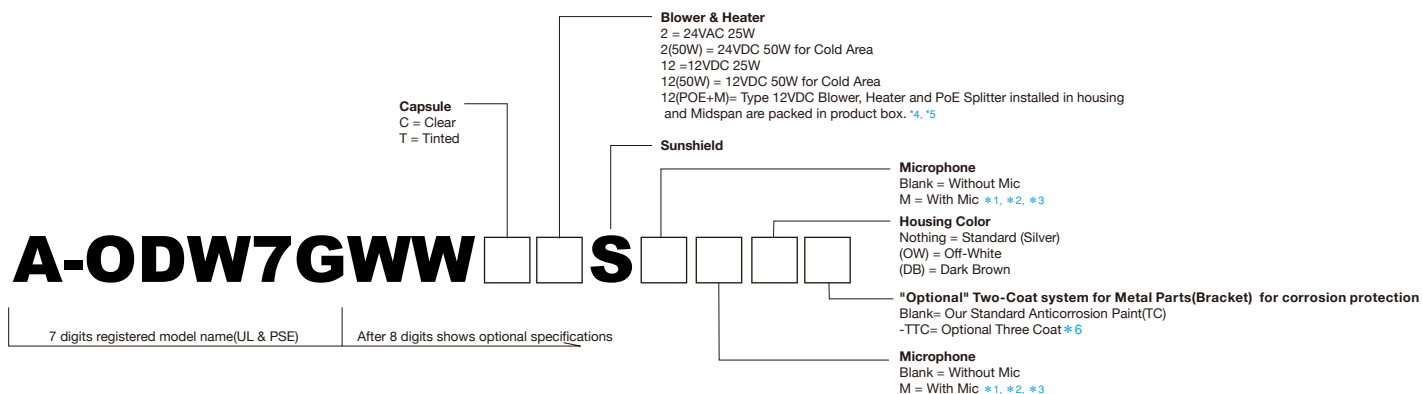 Blower & Heater
2 = 24VAC 25W
2(50W) = 24VDC 50W for Cold Area
12 =12VDC 25W
12(50W) = 12VDC 50W for Cold Area
12(POE+M)= Type 12VDC Blower, Heater and PoE Splitter installed in housing
and Midspan are packed in product box. *4, *5
Capsule
C = Clear
T = Tinted
Sunshield
Microphone
Blank = Without Mic
M = With Mic *1, *2, *3
Housing Color
Nothing = Standard (Silver)
(OW) = Off-White
(DB) = Dark Brown
A-ODW7GWW S
"Optional" Two-Coat system for Metal Parts(Bracket) for corrosion protection
Blank= Our Standard Anticorrosion Paint(TC)
-TTC= Optional Three Coat*6
7 digits registered model name(UL & PSE)
After 8 digits shows optional specifications
Microphone
Blank = Without Mic
M = With Mic *1, *2, *3